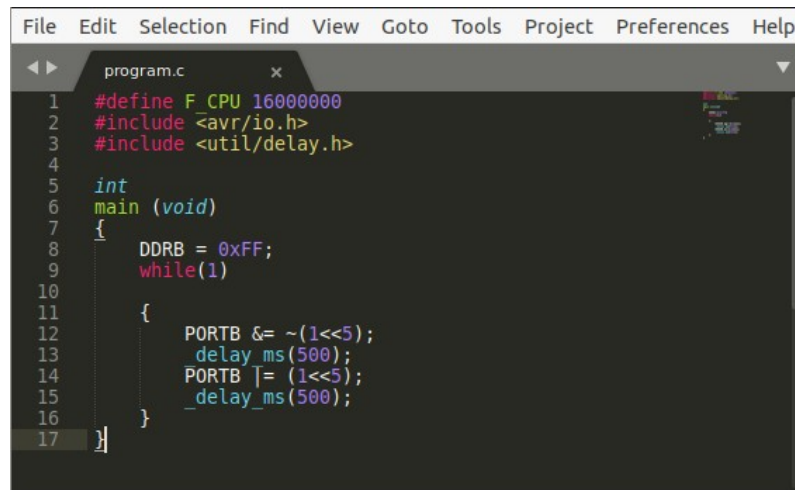 File Edit Selection Find View Goto Tools Project Preferences Help
program.c ×
1 #define F_CPU 16000000
2 #include <avr/io.h>
3 #include <util/delay.h>
4
5 int
6 main (void)
7 {
8     DDRB = 0xFF;
9     while(1)
10
11     {
12         PORTB &= ~(1<<5);
13         _delay_ms(500);
14         PORTB |= (1<<5);
15         _delay_ms(500);
16     }
17 }